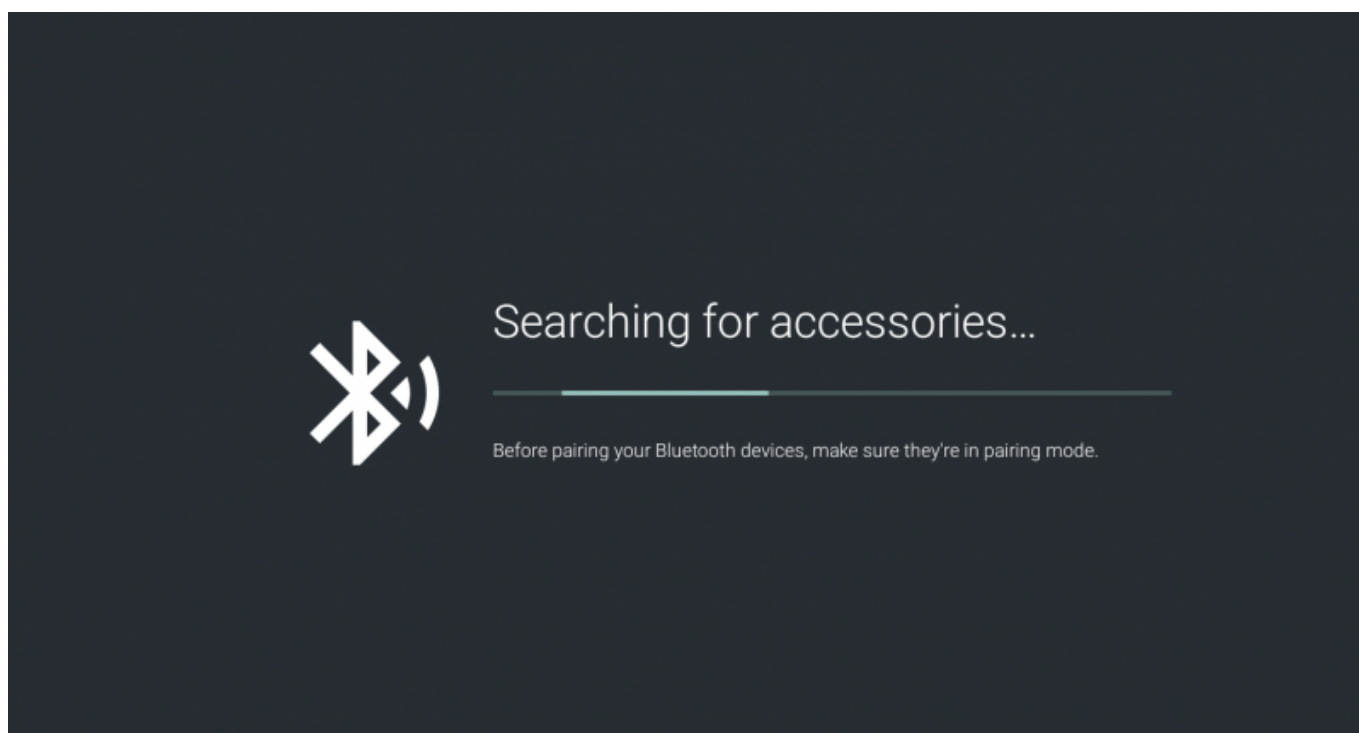 Searching for accessories...
Before pairing your Bluetooth devices, make sure they're in pairing mode.